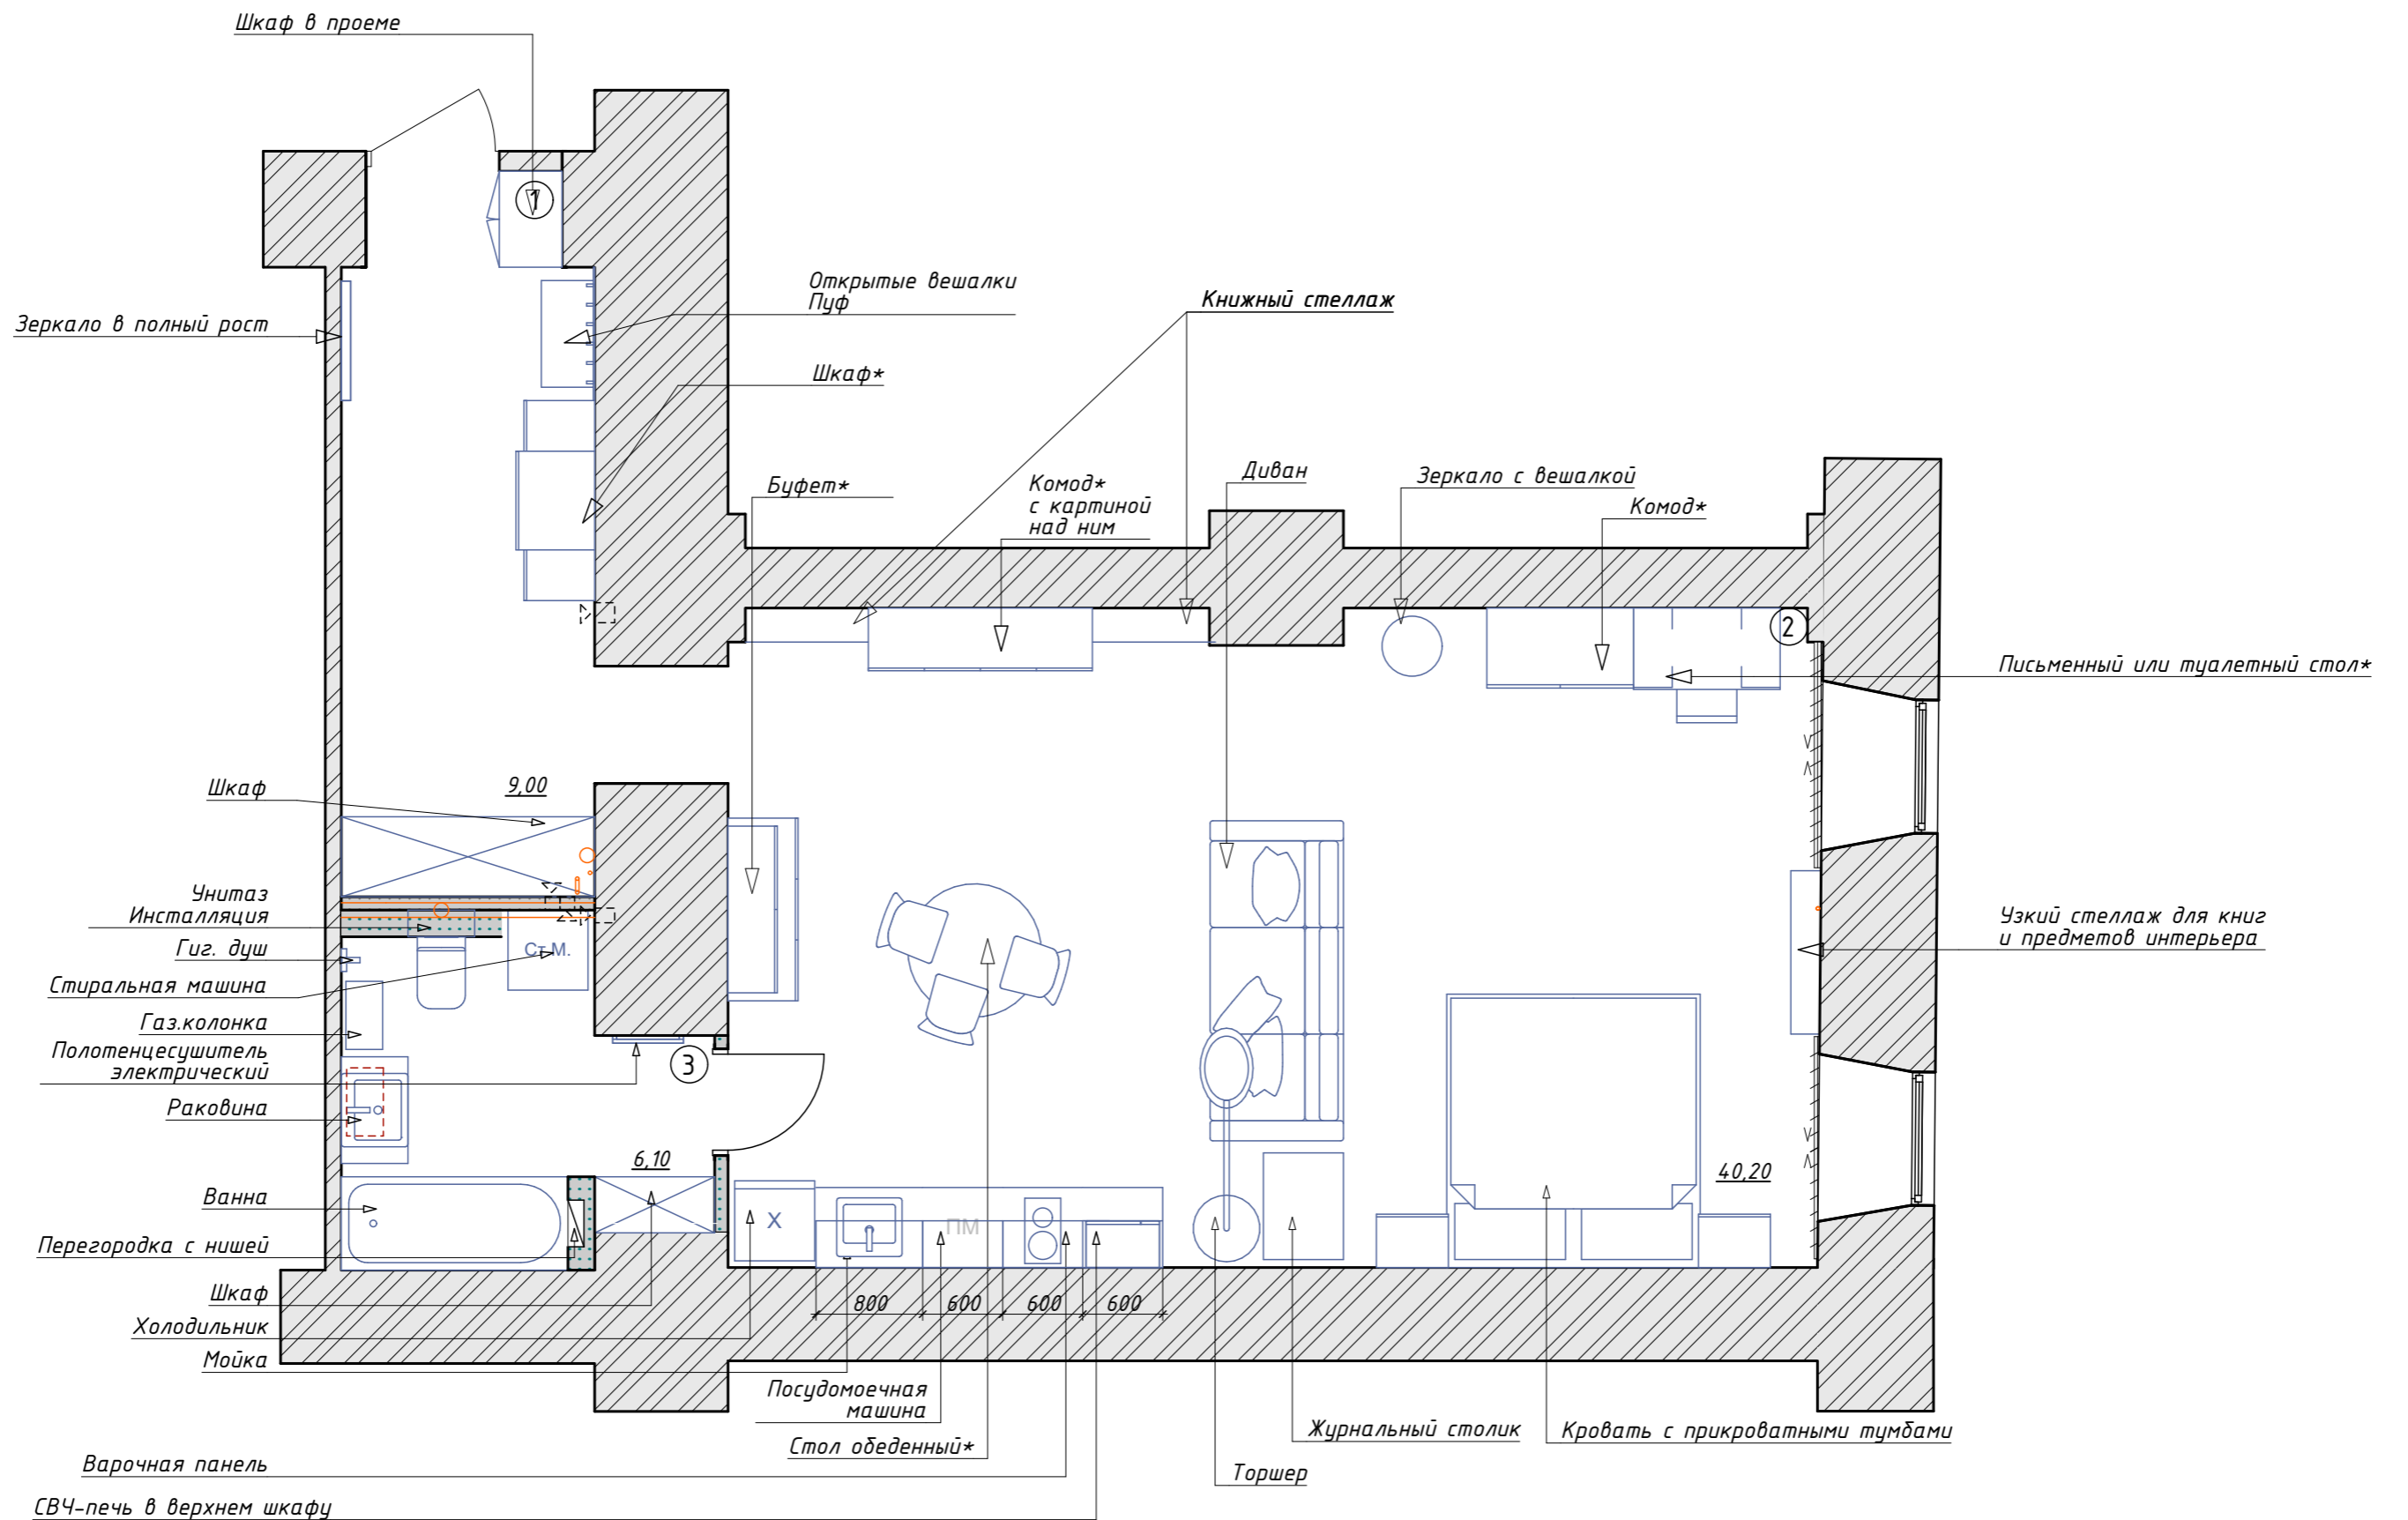 Шкаф в проеме
1
Открытые вешалки
Пуф
Книжный стеллаж
Зеркало в полный рост
Шкаф*
Буфет*
Комод*
с картиной
над ним
Диван
Зеркало с вешалкой
Комод*
2
Письменный или туалетный стол*
Шкаф
9,00
Унитаз
Инсталляция
Гиг. душ
Ст.М.
Узкий стеллаж для книг
и предметов интерьера
Стиральная машина
Газ.колонка
Полотенцесушитель
электрический
3
Раковина
6,10
40,20
Ванна
Х
ПМ
Перегородка с нишей
Шкаф
800
600
600
600
Холодильник
Мойка
Посудомоечная
машина
Журнальный столик
Кровать с прикроватными тумбами
Стол обеденный*
Варочная панель
Торшер
СВЧ-печь в верхнем шкафу